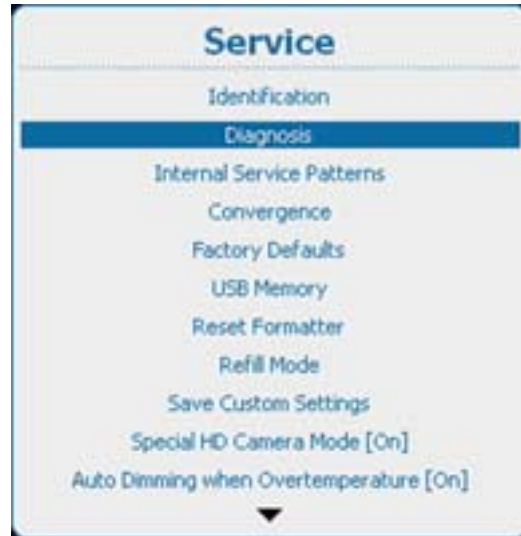 Service
Identification
Diagnosis
Internal Service Patterns
Convergence
Factory Defaults
USB Memory
Reset Formatter
Refill Mode
Save Custom Settings
Special HD Camera Mode [On]
Auto Dimming when Overtemperature [On]